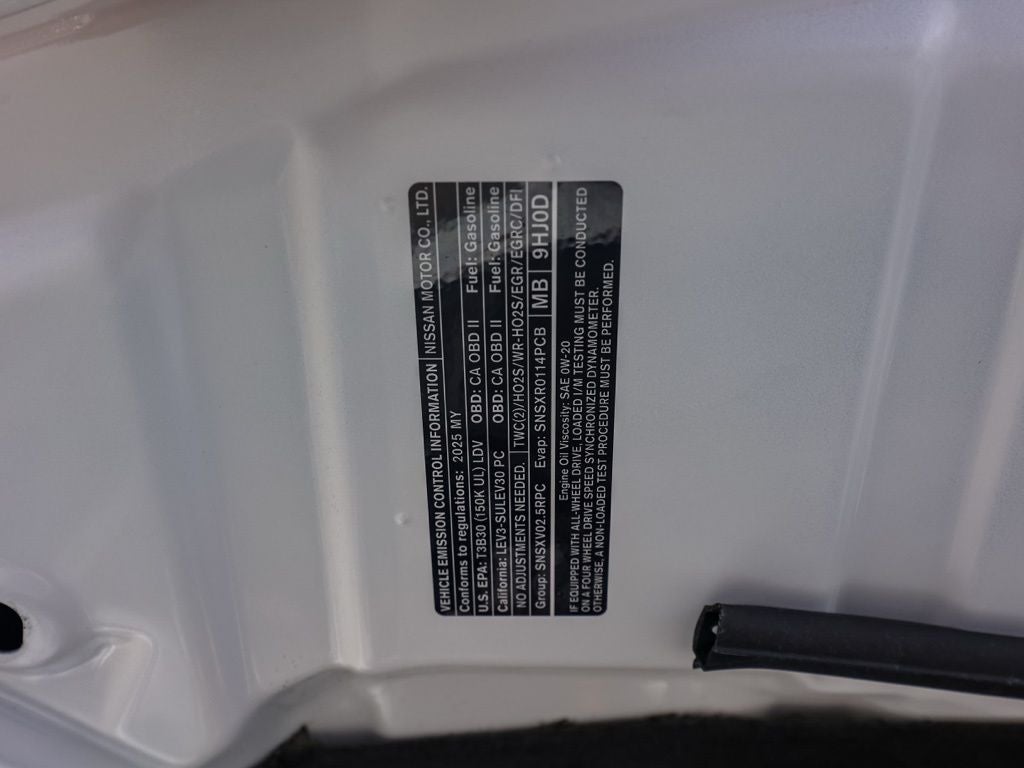 VEHICLE EMISSION CONTROL INFORMATION NISSAN MOTOR CO., LTD.
Conforms to regulations: 2025 MY
U.S. EPA: T3B30 (150K UL) LDV OBD: CA OBD II Fuel: Gasoline
California: LEV3-SULEV30 PC OBD: CA OBD II Fuel: Gasoline
NO ADJUSTMENTS NEEDED. TWC(2)/HO2S/WR-HO2S/EGR/EGRC/DFI
Group: SNSXV02.5RPC Evap: SNSXR0114PCB MB 9HJ0D
Engine Oil Viscosity: SAE 0W-20
IF EQUIPPED WITH ALL-WHEEL DRIVE, LOADED I/M TESTING MUST BE CONDUCTED
ON A FOUR WHEEL DRIVE SPEED SYNCHRONIZED DYNAMOMETER.
OTHERWISE, A NON-LOADED TEST PROCEDURE MUST BE PERFORMED.